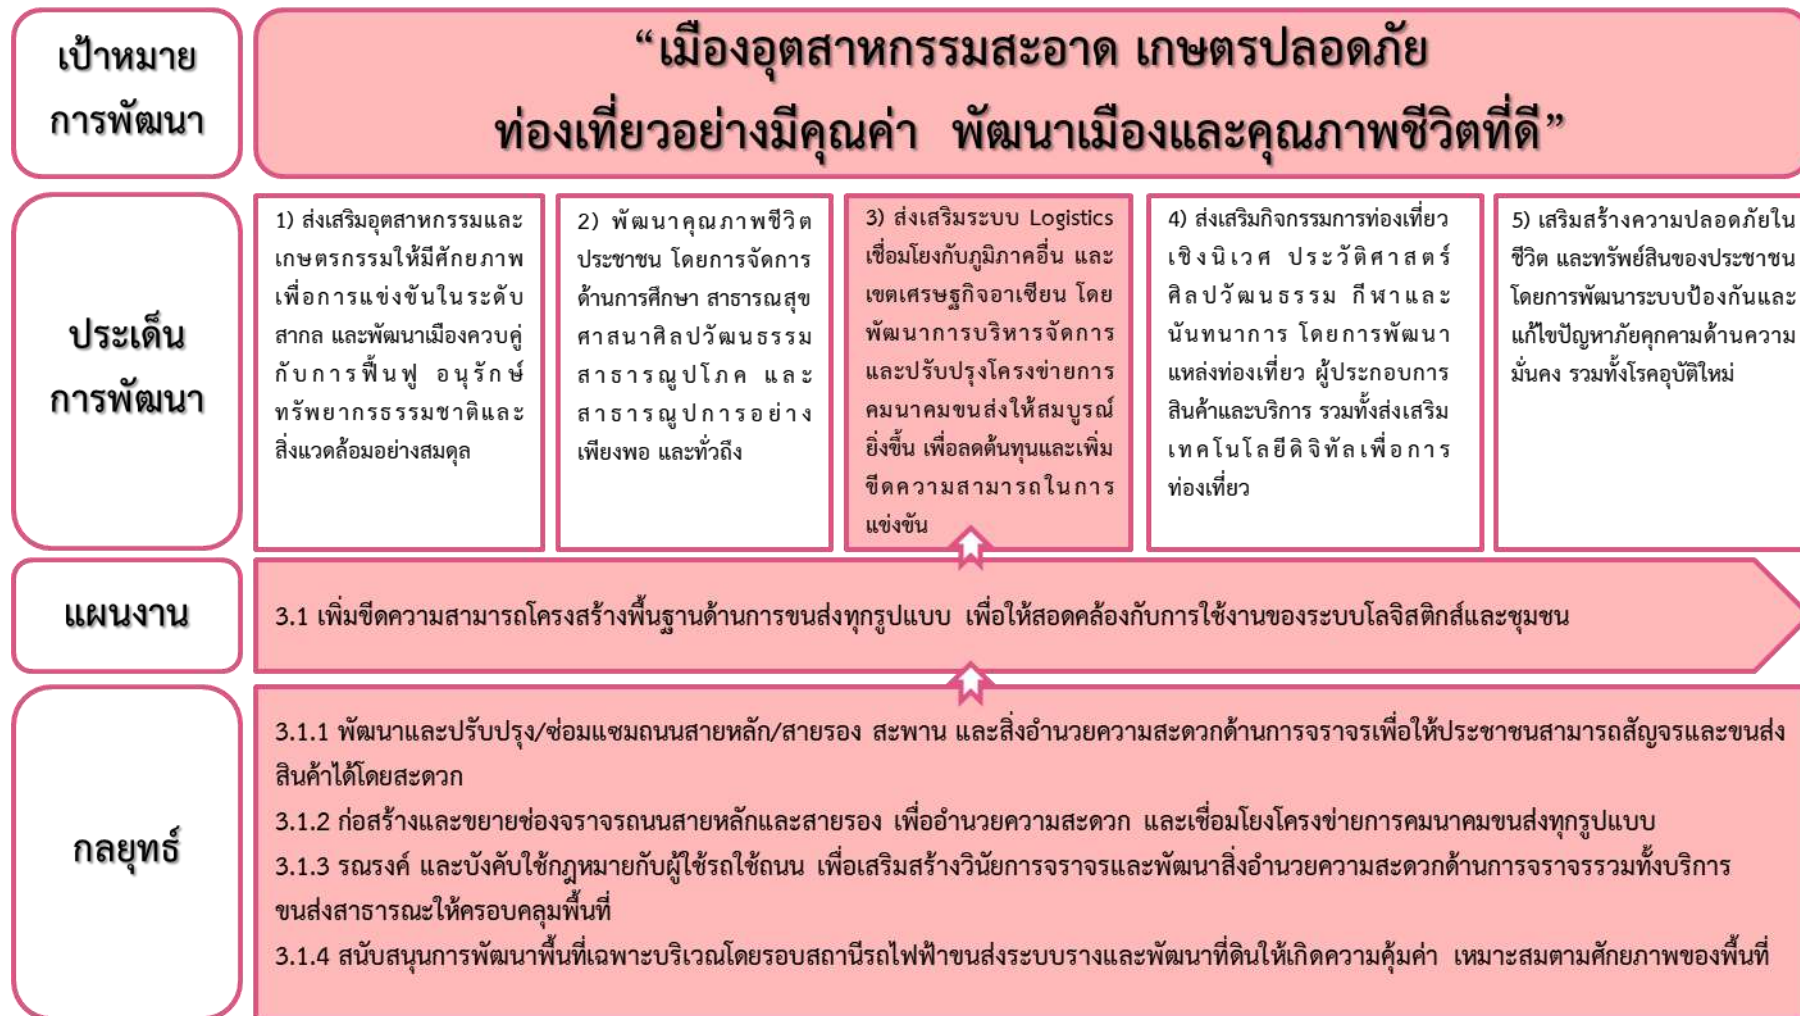 เป้าหมาย
การพัฒนา
“เมืองอุตสาหกรรมสะอาด เกษตรปลอดภัย
ท่องเที่ยวอย่างมีคุณค่า พัฒนาเมืองและคุณภาพชีวิตที่ดี”
ประเด็น
การพัฒนา
1) ส่งเสริมอุตสาหกรรมและ
เกษตรกรรมให้มีศักยภาพ
เพื่อการแข่งขันในระดับ
สากล และพัฒนาเมืองควบคู่
กับการฟื้นฟู อนุรักษ์
ทรัพยากรธรรมชาติและ
สิ่งแวดล้อมอย่างสมดุล
2) พัฒนาคุณภาพชีวิต
ประชาชน โดยการจัดการ
ด้านการศึกษา สาธารณสุข
ศาสนาศิลปวัฒนธรรม
สาธารณูปโภค และ
สาธารณูปการอย่าง
เพียงพอ และทั่วถึง
3) ส่งเสริมระบบ Logistics
เชื่อมโยงกับภูมิภาคอื่น และ
เขตเศรษฐกิจอาเซียน โดย
พัฒนาการบริหารจัดการ
และปรับปรุงโครงข่ายการ
คมนาคมขนส่งให้สมบูรณ์
ยิ่งขึ้น เพื่อลดต้นทุนและเพิ่ม
ขีดความสามารถในการ
แข่งขัน
4) ส่งเสริมกิจกรรมการท่องเที่ยว
เชิงนิเวศ ประวัติศาสตร์
ศิลปวัฒนธรรม กีฬาและ
นันทนาการ โดยการพัฒนา
แหล่งท่องเที่ยว ผู้ประกอบการ
สินค้าและบริการ รวมทั้งส่งเสริม
เทคโนโลยีดิจิทัลเพื่อการ
ท่องเที่ยว
5) เสริมสร้างความปลอดภัยใน
ชีวิต และทรัพย์สินของประชาชน
โดยการพัฒนาระบบป้องกันและ
แก้ไขปัญหาภัยคุกคามด้านความ
มั่นคง รวมทั้งโรคอุบัติใหม่
แผนงาน
3.1 เพิ่มขีดความสามารถโครงสร้างพื้นฐานด้านการขนส่งทุกรูปแบบ เพื่อให้สอดคล้องกับการใช้งานของระบบโลจิสติกส์และชุมชน
กลยุทธ์
3.1.1 พัฒนาและปรับปรุง/ซ่อมแซมถนนสายหลัก/สายรอง สะพาน และสิ่งอำนวยความสะดวกด้านการจราจรเพื่อให้ประชาชนสามารถสัญจรและขนส่ง
สินค้าได้โดยสะดวก
3.1.2 ก่อสร้างและขยายช่องจราจรถนนสายหลักและสายรอง เพื่ออำนวยความสะดวก และเชื่อมโยงโครงข่ายการคมนาคมขนส่งทุกรูปแบบ
3.1.3 รณรงค์ และบังคับใช้กฎหมายกับผู้ใช้รถใช้ถนน เพื่อเสริมสร้างวินัยการจราจรและพัฒนาสิ่งอำนวยความสะดวกด้านการจราจรรวมทั้งบริการ
ขนส่งสาธารณะให้ครอบคลุมพื้นที่
3.1.4 สนับสนุนการพัฒนาพื้นที่เฉพาะบริเวณโดยรอบสถานีรถไฟฟ้าขนส่งระบบรางและพัฒนาที่ดินให้เกิดความคุ้มค่า เหมาะสมตามศักยภาพของพื้นที่